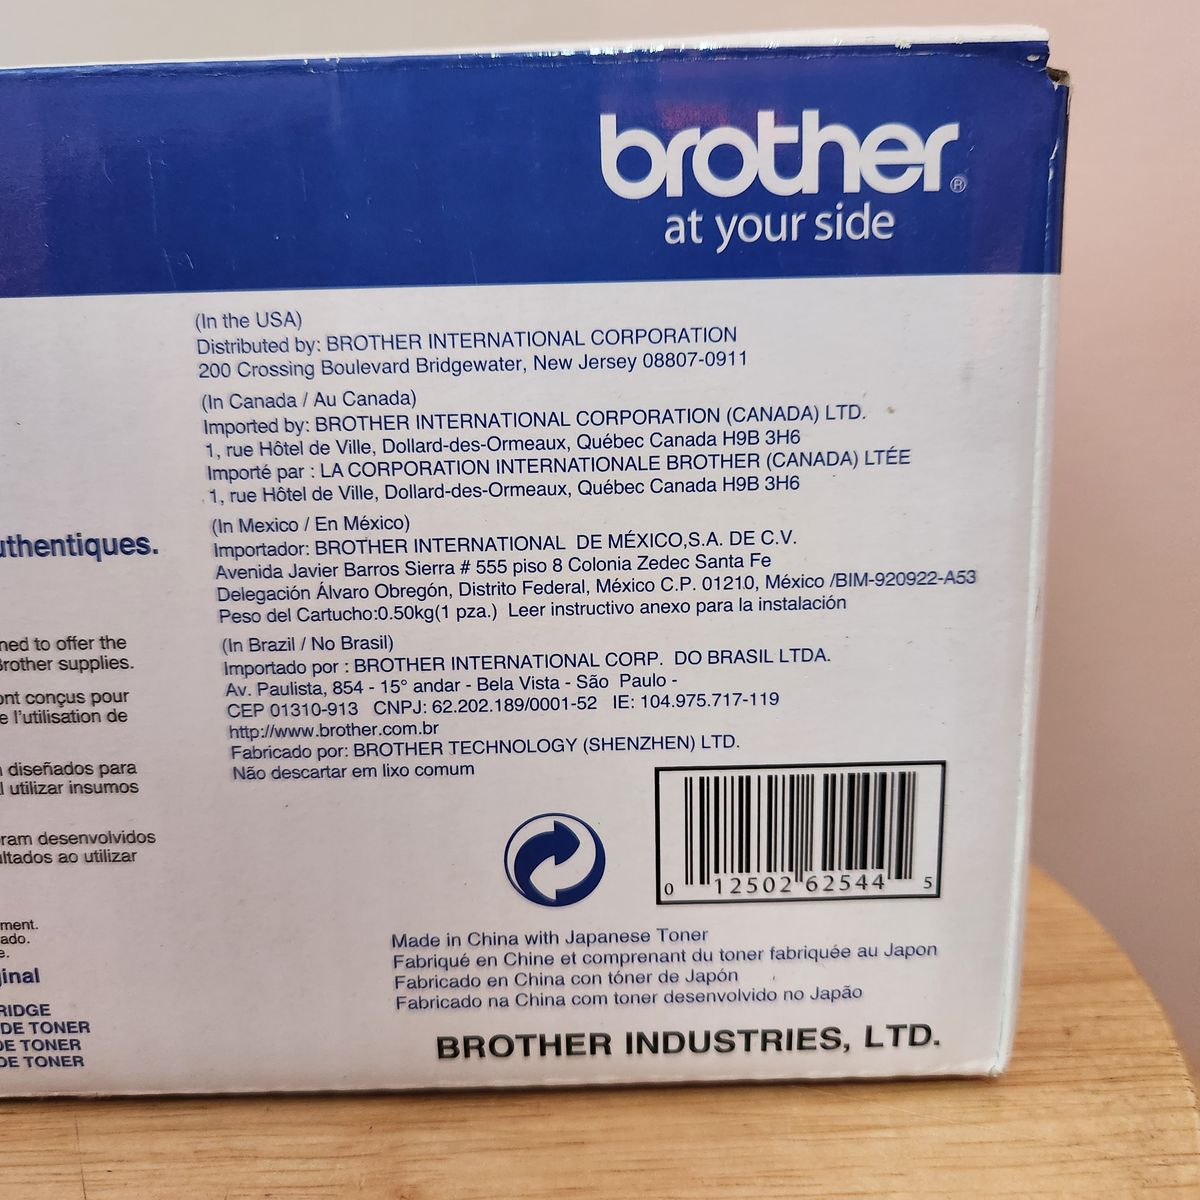 brother®
at your side
(In the USA)
Distributed by: BROTHER INTERNATIONAL CORPORATION
200 Crossing Boulevard Bridgewater, New Jersey 08807-0911
(In Canada / Au Canada)
Imported by: BROTHER INTERNATIONAL CORPORATION (CANADA) LTD.
1, rue Hôtel de Ville, Dollard-des-Ormeaux, Québec Canada H9B 3H6
Importé par : LA CORPORATION INTERNATIONALE BROTHER (CANADA) LTÉE
1, rue Hôtel de Ville, Dollard-des-Ormeaux, Québec Canada H9B 3H6
(In Mexico / En México)
Importador: BROTHER INTERNATIONAL DE MÉXICO,S.A. DE C.V.
Avenida Javier Barros Sierra # 555 piso 8 Colonia Zedec Santa Fe
Delegación Álvaro Obregón, Distrito Federal, México C.P. 01210, México /BIM-920922-A53
Peso del Cartucho:0.50kg(1 pza.) Leer instructivo anexo para la instalación
(In Brazil / No Brasil)
Importado por : BROTHER INTERNATIONAL CORP. DO BRASIL LTDA.
Av. Paulista, 854 - 15° andar - Bela Vista - São Paulo -
CEP 01310-913 CNPJ: 62.202.189/0001-52 IE: 104.975.717-119
http://www.brother.com.br
Fabricado por: BROTHER TECHNOLOGY (SHENZHEN) LTD.
Não descartar em lixo comum
0 12502 62544 5
Made in China with Japanese Toner
Fabriqué en Chine et comprenant du toner fabriquée au Japon
Fabricado en China con tóner de Japón
Fabricado na China com toner desenvolvido no Japão
BROTHER INDUSTRIES, LTD.
uthentiques.
ned to offer the
Brother supplies.
ont conçus pour
e l'utilisation de
diseñados para
l utilizar insumos
ram desenvolvidos
ultados ao utilizar
ment.
ado.
e.
ginal
RIDGE
DE TONER
DE TONER
DE TONER